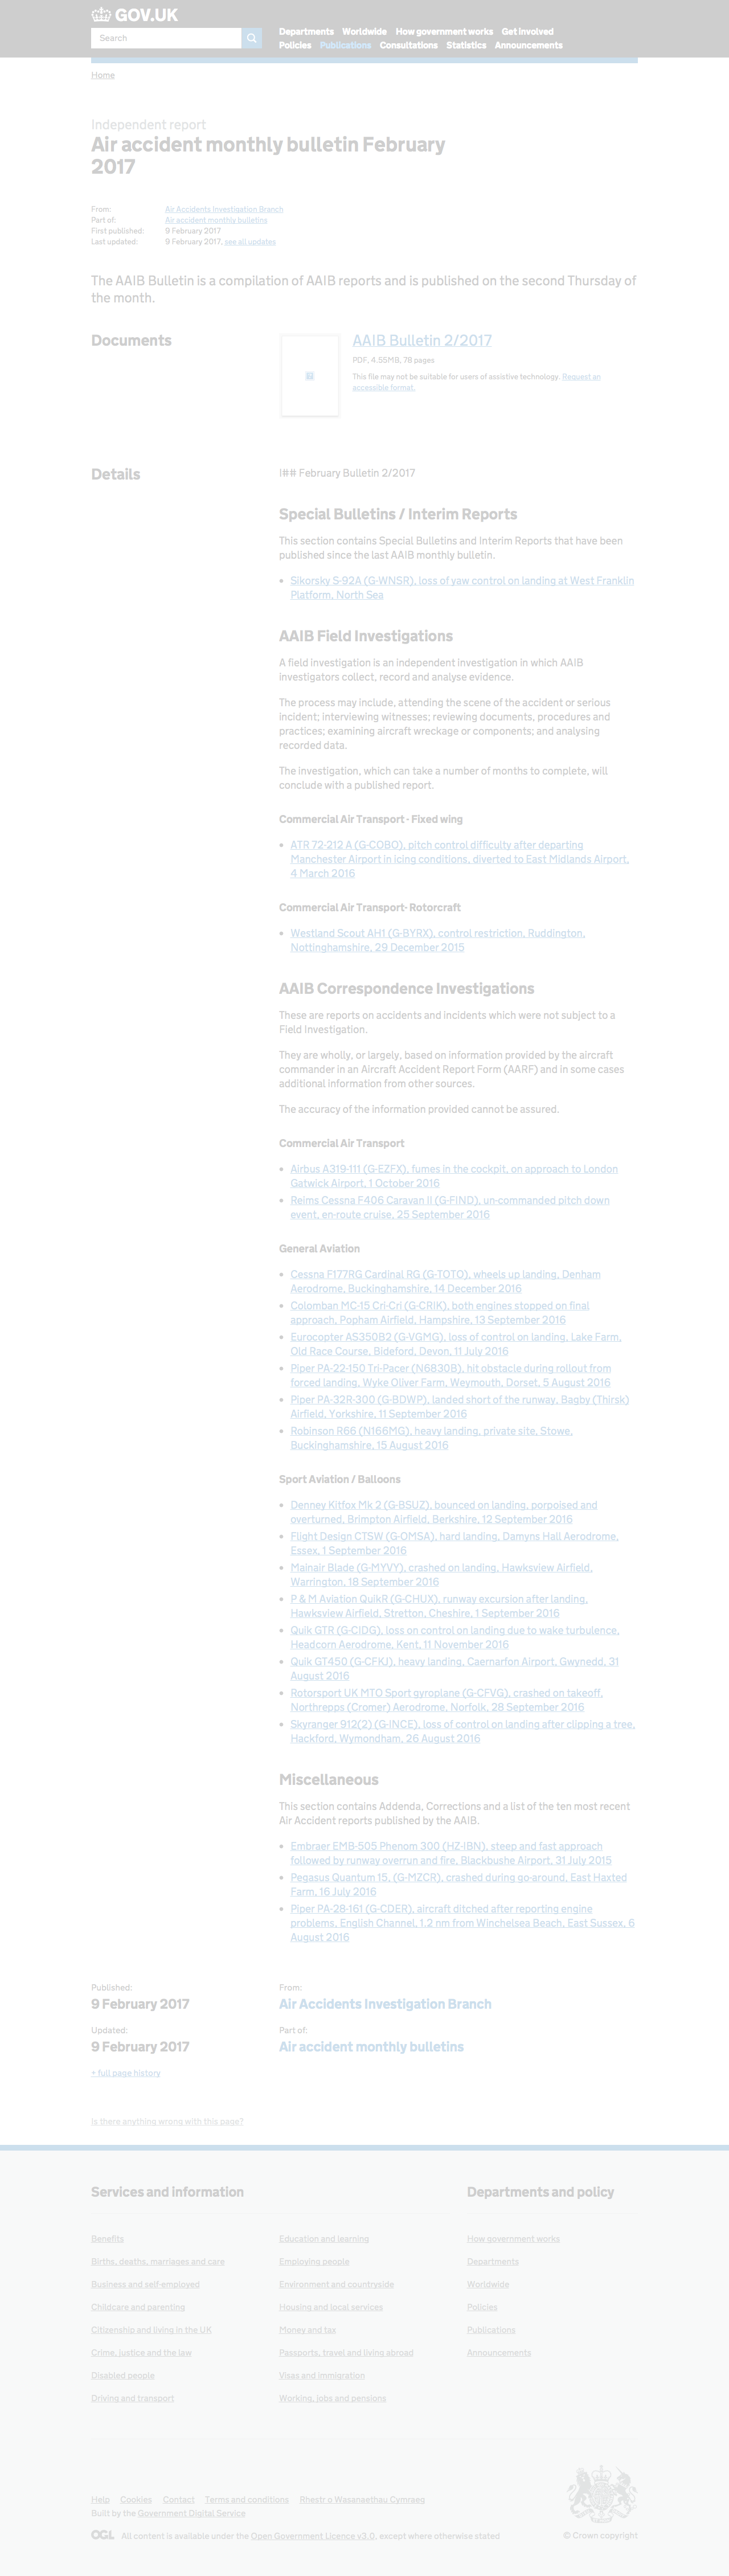 GOV.UK
Search
Departments Worldwide How government works Get involved
Policies Publications Consultations Statistics Announcements
Home
Independent report
Air accident monthly bulletin February
2017
From: Air Accidents Investigation Branch
Part of: Air accident monthly bulletins
First published: 9 February 2017
Last updated: 9 February 2017, see all updates
The AAIB Bulletin is a compilation of AAIB reports and is published on the second Thursday of
the month.
Documents
AAIB Bulletin 2/2017
PDF, 4.55MB, 78 pages
This file may not be suitable for users of assistive technology. Request an
accessible format.
Details
l## February Bulletin 2/2017
Special Bulletins / Interim Reports
This section contains Special Bulletins and Interim Reports that have been
published since the last AAIB monthly bulletin.
Sikorsky S-92A (G-WNSR), loss of yaw control on landing at West Franklin
Platform, North Sea
AAIB Field Investigations
A field investigation is an independent investigation in which AAIB
investigators collect, record and analyse evidence.
The process may include, attending the scene of the accident or serious
incident; interviewing witnesses; reviewing documents, procedures and
practices; examining aircraft wreckage or components; and analysing
recorded data.
The investigation, which can take a number of months to complete, will
conclude with a published report.
Commercial Air Transport - Fixed wing
ATR 72-212 A (G-COBO), pitch control difficulty after departing
Manchester Airport in icing conditions, diverted to East Midlands Airport,
4 March 2016
Commercial Air Transport- Rotorcraft
Westland Scout AH1 (G-BYRX), control restriction, Ruddington,
Nottinghamshire, 29 December 2015
AAIB Correspondence Investigations
These are reports on accidents and incidents which were not subject to a
Field Investigation.
They are wholly, or largely, based on information provided by the aircraft
commander in an Aircraft Accident Report Form (AARF) and in some cases
additional information from other sources.
The accuracy of the information provided cannot be assured.
Commercial Air Transport
Airbus A319-111 (G-EZFX), fumes in the cockpit, on approach to London
Gatwick Airport, 1 October 2016
Reims Cessna F406 Caravan II (G-FIND), un-commanded pitch down
event, en-route cruise, 25 September 2016
General Aviation
Cessna F177RG Cardinal RG (G-TOTO), wheels up landing, Denham
Aerodrome, Buckinghamshire, 14 December 2016
Colomban MC-15 Cri-Cri (G-CRIK), both engines stopped on final
approach, Popham Airfield, Hampshire, 13 September 2016
Eurocopter AS350B2 (G-VGMG), loss of control on landing, Lake Farm,
Old Race Course, Bideford, Devon, 11 July 2016
Piper PA-22-150 Tri-Pacer (N6830B), hit obstacle during rollout from
forced landing, Wyke Oliver Farm, Weymouth, Dorset, 5 August 2016
Piper PA-32R-300 (G-BDWP), landed short of the runway, Bagby (Thirsk)
Airfield, Yorkshire, 11 September 2016
Robinson R66 (N166MG), heavy landing, private site, Stowe,
Buckinghamshire, 15 August 2016
Sport Aviation / Balloons
Denney Kitfox Mk 2 (G-BSUZ), bounced on landing, porpoised and
overturned, Brimpton Airfield, Berkshire, 12 September 2016
Flight Design CTSW (G-OMSA), hard landing, Damyns Hall Aerodrome,
Essex, 1 September 2016
Mainair Blade (G-MYVY), crashed on landing, Hawksview Airfield,
Warrington, 18 September 2016
P & M Aviation QuikR (G-CHUX), runway excursion after landing,
Hawksview Airfield, Stretton, Cheshire, 1 September 2016
Quik GTR (G-CIDG), loss on control on landing due to wake turbulence,
Headcorn Aerodrome, Kent, 11 November 2016
Quik GT450 (G-CFKJ), heavy landing, Caernarfon Airport, Gwynedd, 31
August 2016
Rotorsport UK MTO Sport gyroplane (G-CFVG), crashed on takeoff,
Northrepps (Cromer) Aerodrome, Norfolk, 28 September 2016
Skyranger 912(2) (G-INCE), loss of control on landing after clipping a tree,
Hackford, Wymondham, 26 August 2016
Miscellaneous
This section contains Addenda, Corrections and a list of the ten most recent
Air Accident reports published by the AAIB.
Embraer EMB-505 Phenom 300 (HZ-IBN), steep and fast approach
followed by runway overrun and fire, Blackbushe Airport, 31 July 2015
Pegasus Quantum 15, (G-MZCR), crashed during go-around, East Haxted
Farm, 16 July 2016
Piper PA-28-161 (G-CDER), aircraft ditched after reporting engine
problems, English Channel, 1.2 nm from Winchelsea Beach, East Sussex, 6
August 2016
Published: From:
9 February 2017 Air Accidents Investigation Branch
Updated: Part of:
9 February 2017 Air accident monthly bulletins
+ full page history
Is there anything wrong with this page?
Services and information Departments and policy
Benefits Education and learning How government works
Births, deaths, marriages and care Employing people Departments
Business and self-employed Environment and countryside Worldwide
Childcare and parenting Housing and local services Policies
Citizenship and living in the UK Money and tax Publications
Crime, justice and the law Passports, travel and living abroad Announcements
Disabled people Visas and immigration
Driving and transport Working, jobs and pensions
Help Cookies Contact Terms and conditions Rhestr o Wasanaethau Cymraeg
Built by the Government Digital Service
OGL All content is available under the Open Government Licence v3.0, except where otherwise stated
© Crown copyright